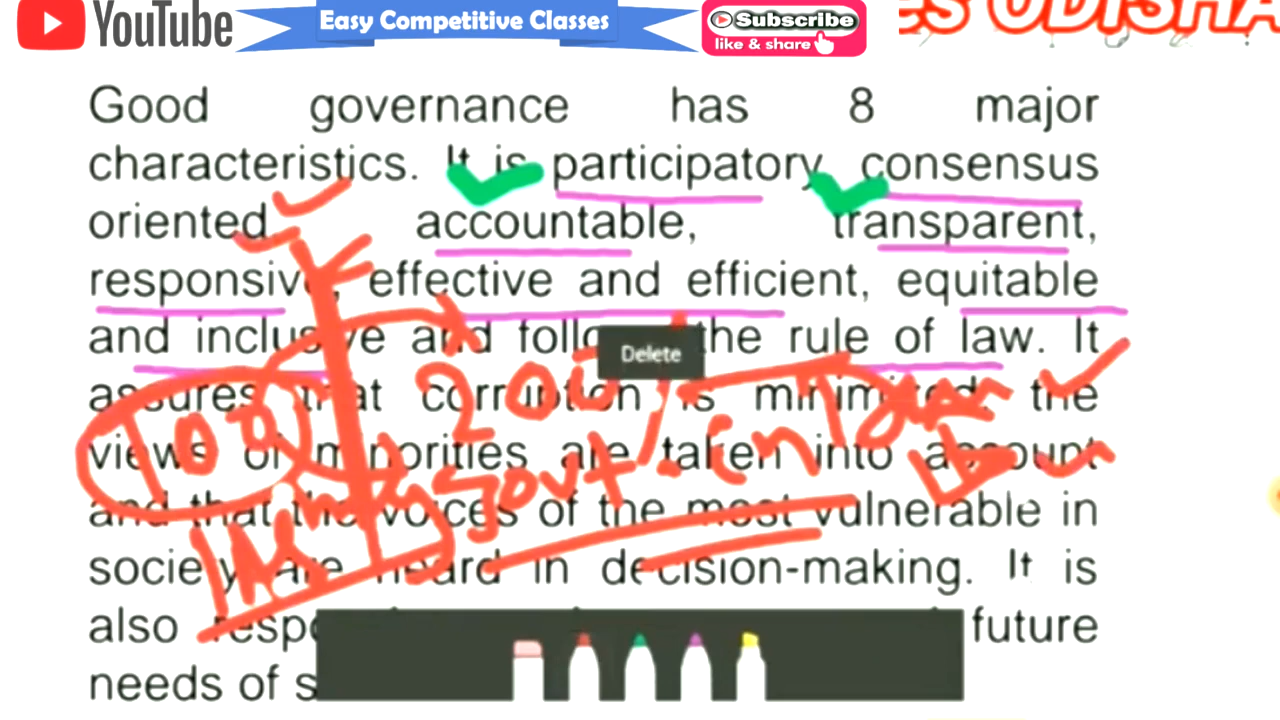 YouTube Easy Competitive Classes Subscribe ODISHA
like & share
Good governance has 8 major
characteristics. It is participatory, consensus
oriented, accountable, transparent,
responsive, effective and efficient, equitable
and inclusive and follo the rule of law. It
Delete
assures that corruption is minimized, the
views of minorities are taken into account
and that the voices of the most vulnerable in
society are heard in decision-making. It is
also future
needs of